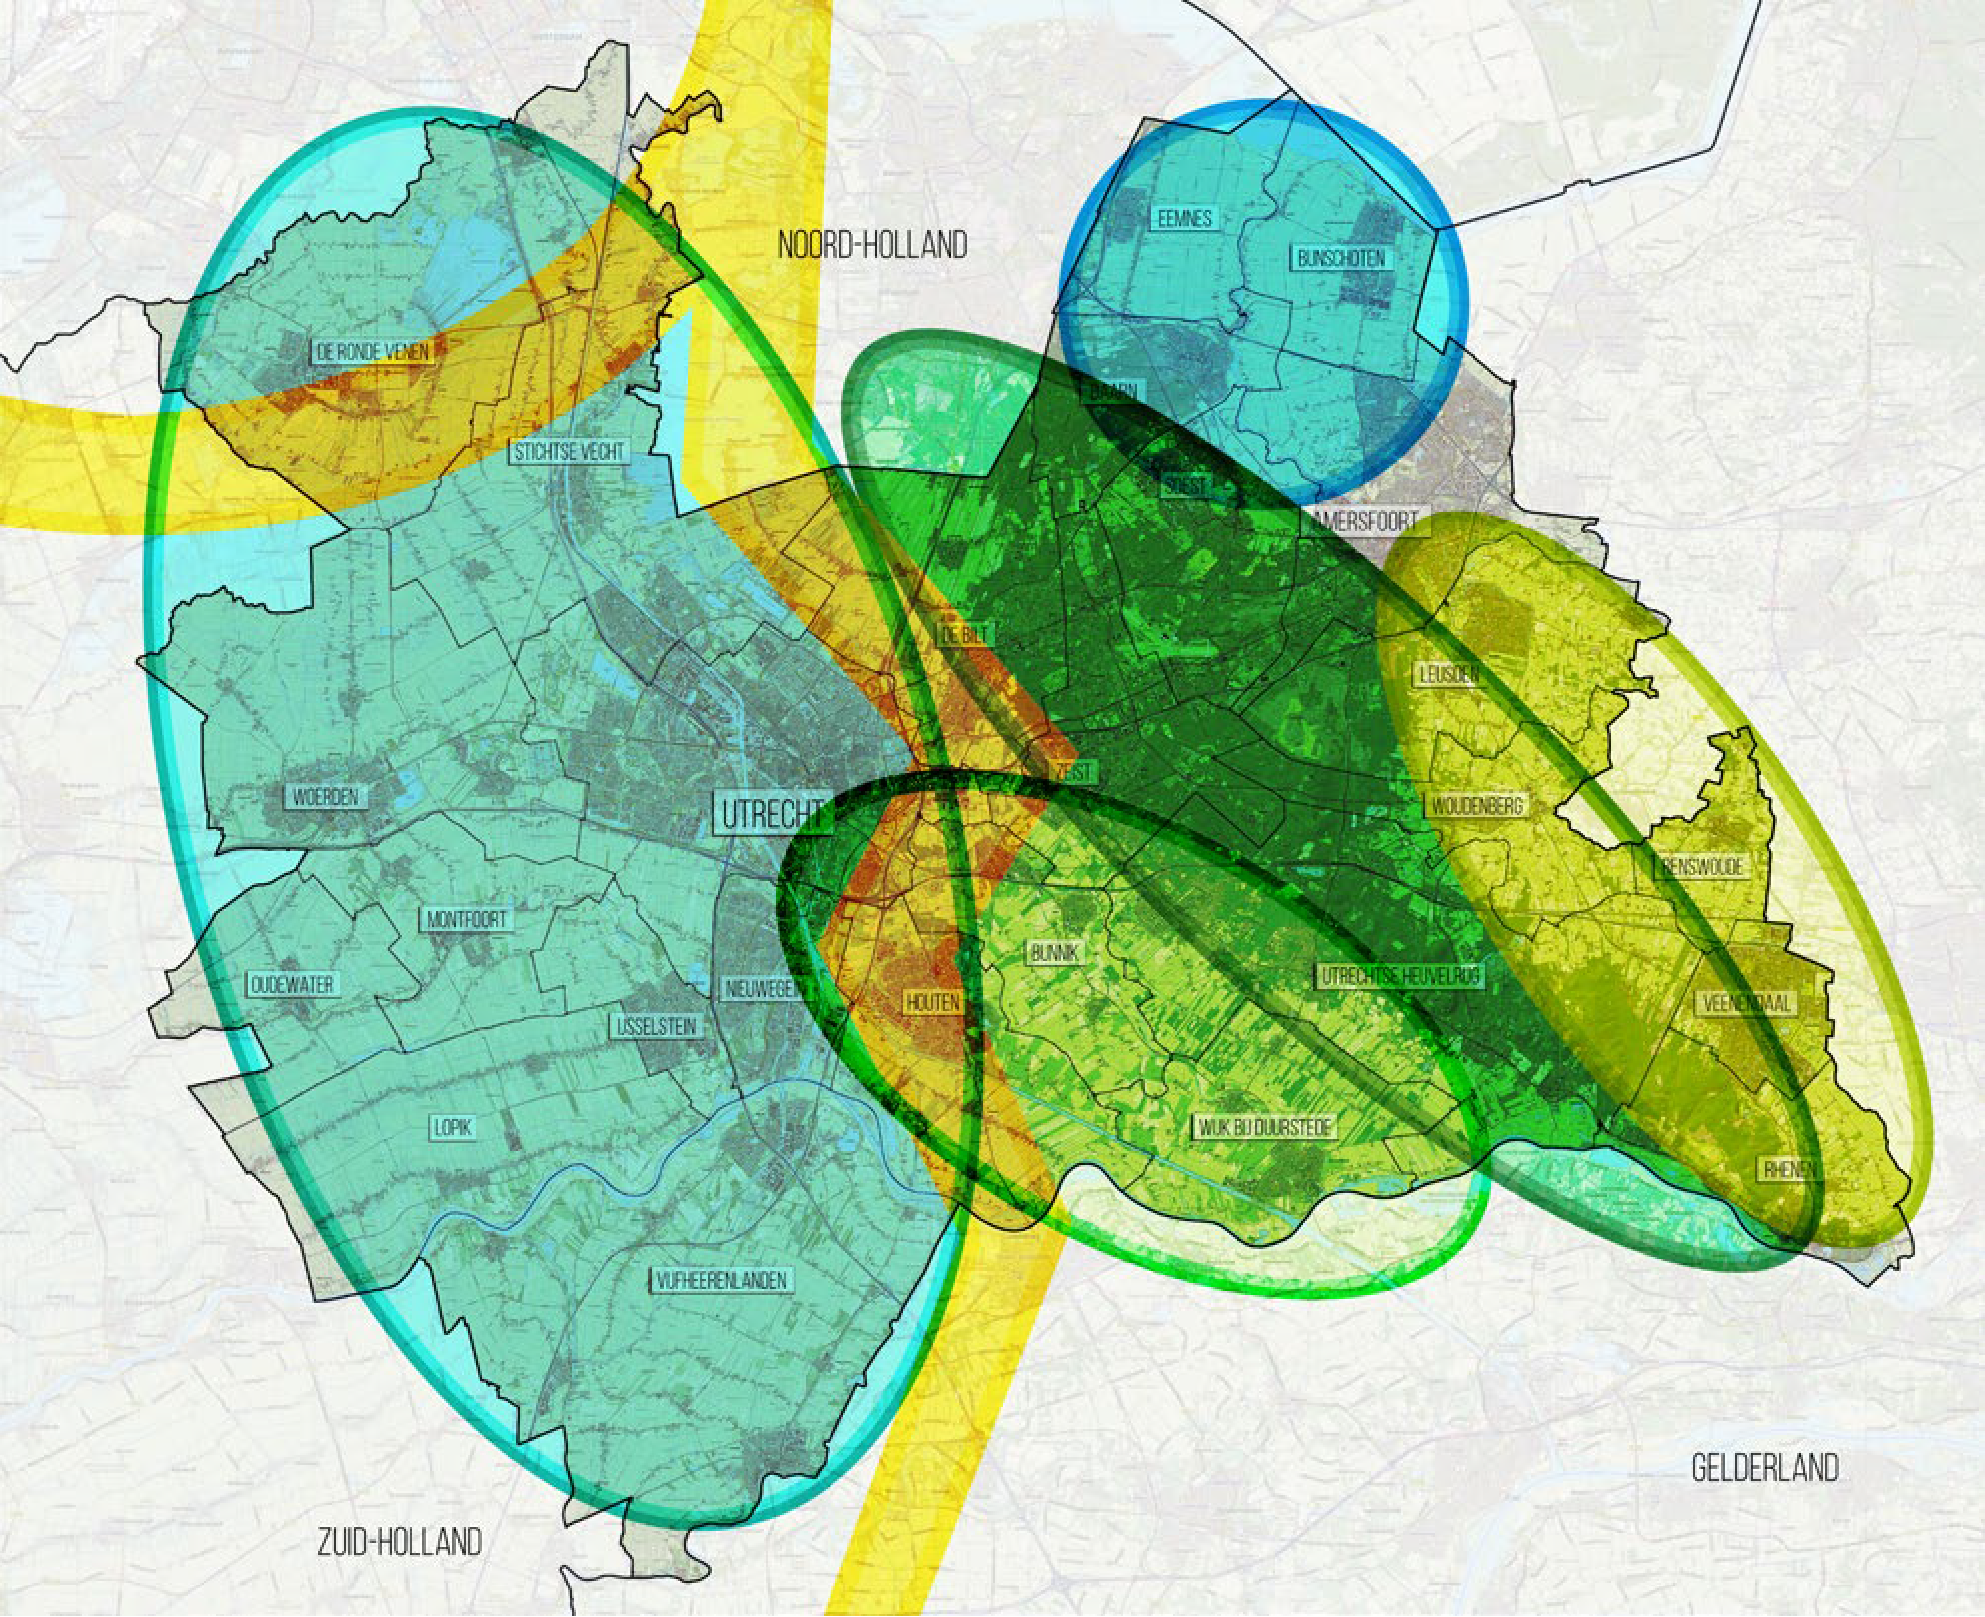 EEMNES
NOORD-HOLLAND
BUNSCHOTEN
DE RONDE VENEN
BAARN
STICHTSE VECHT
SOEST
AMERSFOORT
DE BILT
LEUSDEN
ZEIST
WOERDEN
UTRECHT
WOUDENBERG
RENSWOUDE
MONTFOORT
BUNNIK
UTRECHTSE HEUVELRUG
OUDEWATER
NIEUWEGEIN
HOUTEN
VEENENDAAL
IJSSELSTEIN
LOPIK
WIJK BIJ DUURSTEDE
RHENEN
VIJFHEERENLANDEN
GELDERLAND
ZUID-HOLLAND